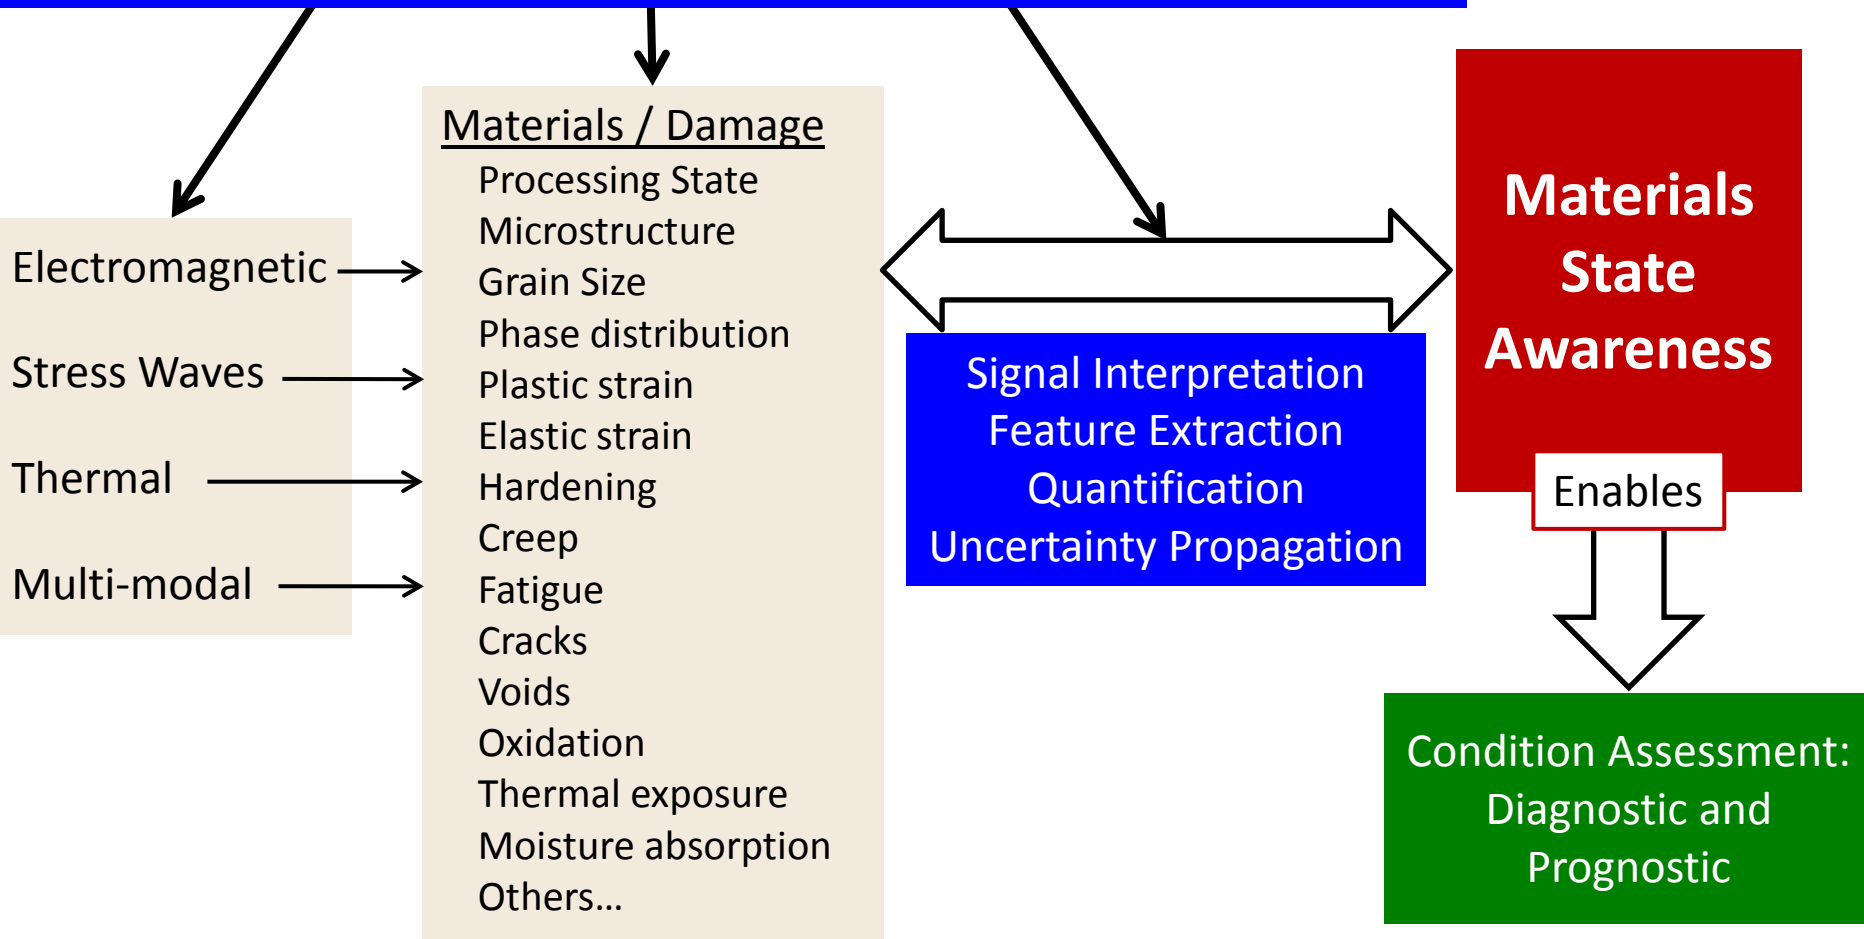 Electromagnetic
Stress Waves
Thermal
Multi-modal
Materials / Damage
Processing State
Microstructure
Grain Size
Phase distribution
Plastic strain
Elastic strain
Hardening
Creep
Fatigue
Cracks
Voids
Oxidation
Thermal exposure
Moisture absorption
Others…
Signal Interpretation
Feature Extraction
Quantification
Uncertainty Propagation
Materials
State
Awareness
Enables
Condition Assessment:
Diagnostic and
Prognostic